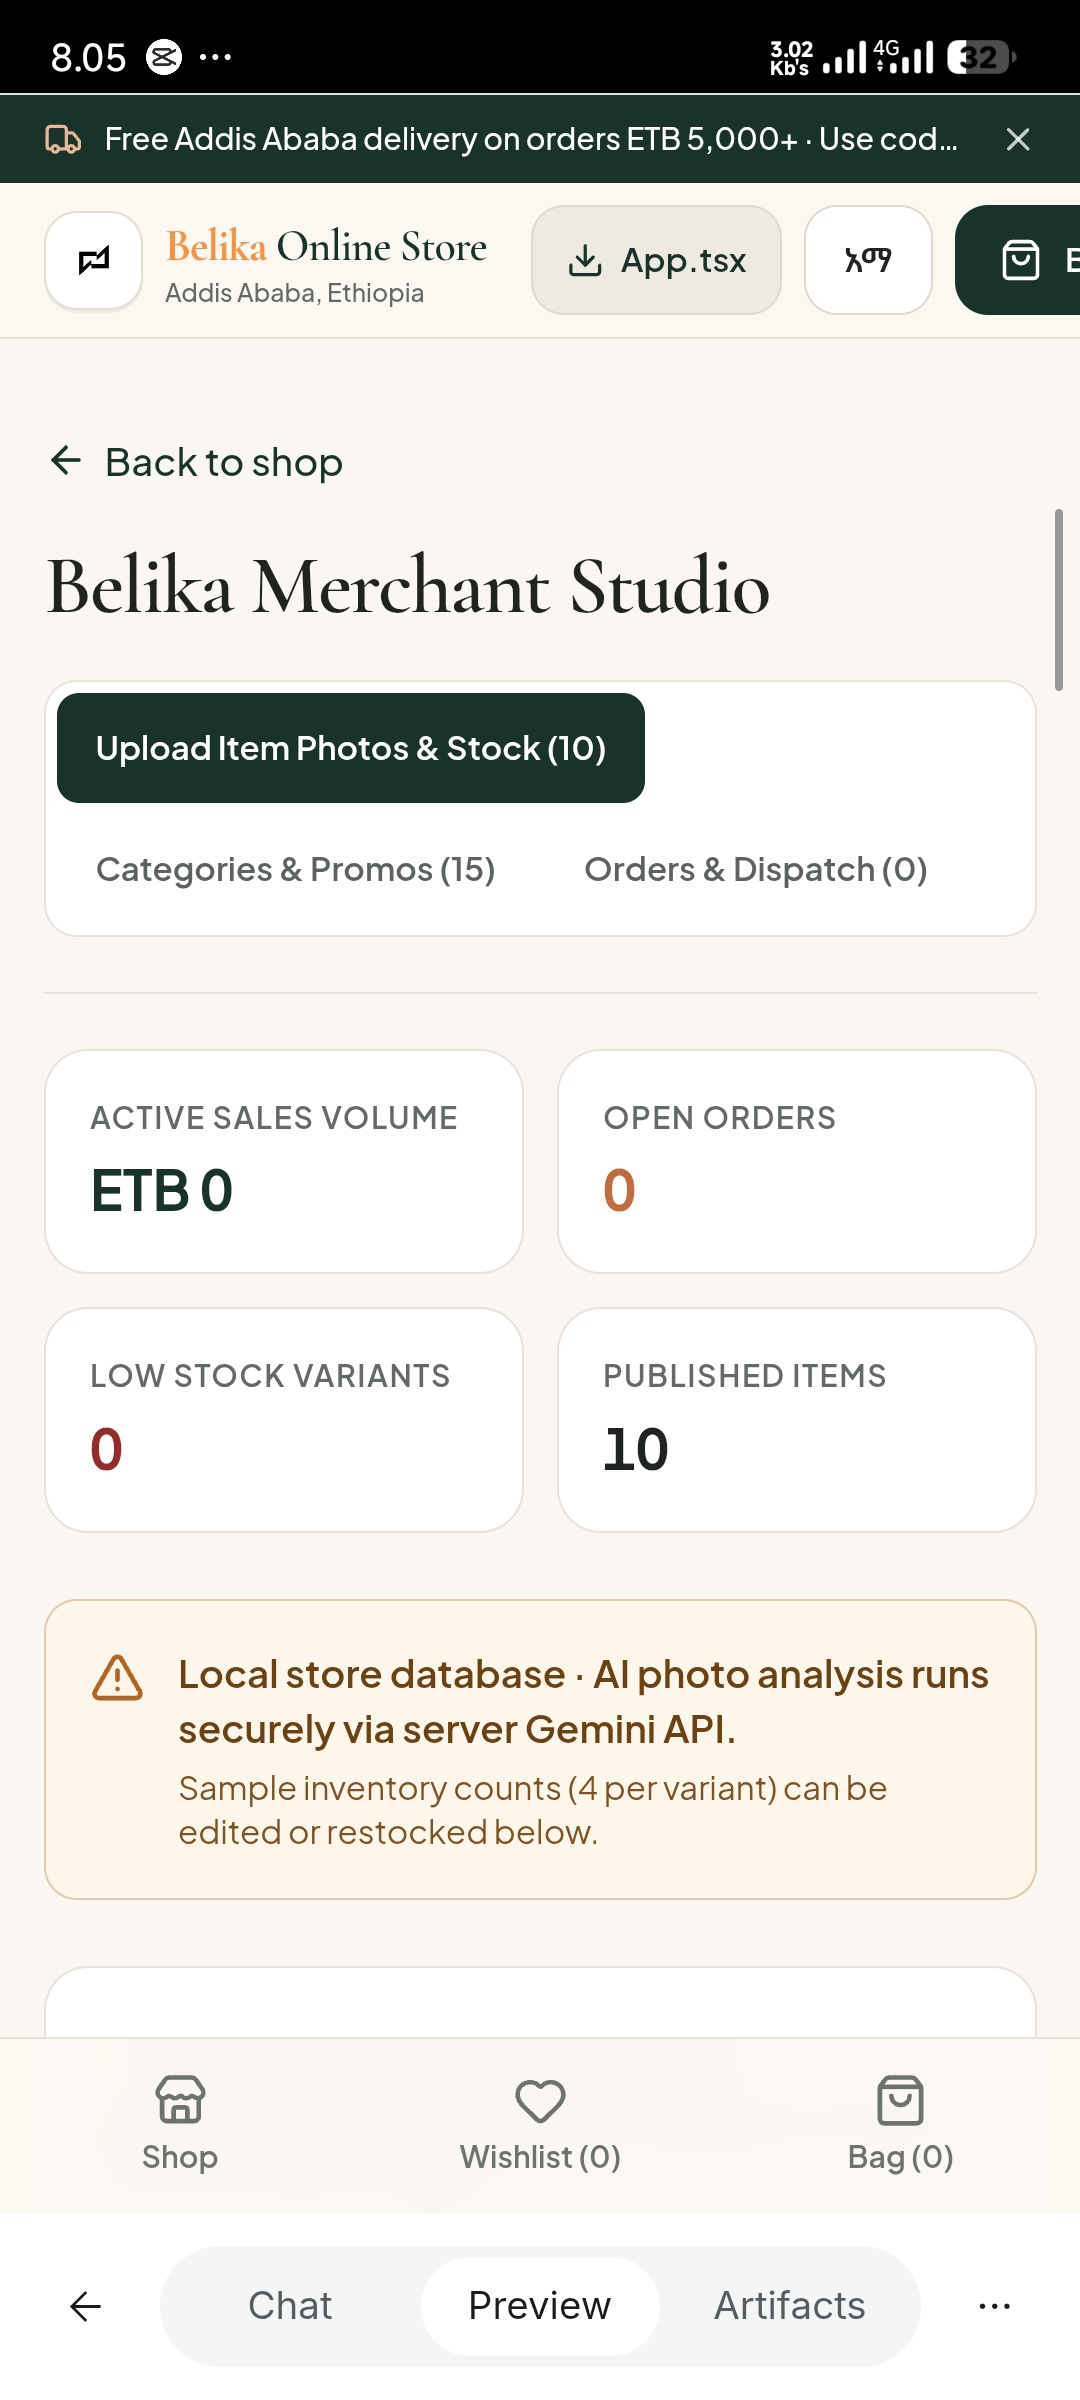 8.05
3.02
Kb's
4G
32
Free Addis Ababa delivery on orders ETB 5,000+ · Use cod...
Belika Online Store
Addis Ababa, Ethiopia
App.tsx
አማ
Back to shop
Belika Merchant Studio
Upload Item Photos & Stock (10)
Categories & Promos (15)
Orders & Dispatch (0)
ACTIVE SALES VOLUME
ETB 0
OPEN ORDERS
0
LOW STOCK VARIANTS
0
PUBLISHED ITEMS
10
Local store database · AI photo analysis runs
securely via server Gemini API.
Sample inventory counts (4 per variant) can be
edited or restocked below.
Shop
Wishlist (0)
Bag (0)
Chat
Preview
Artifacts